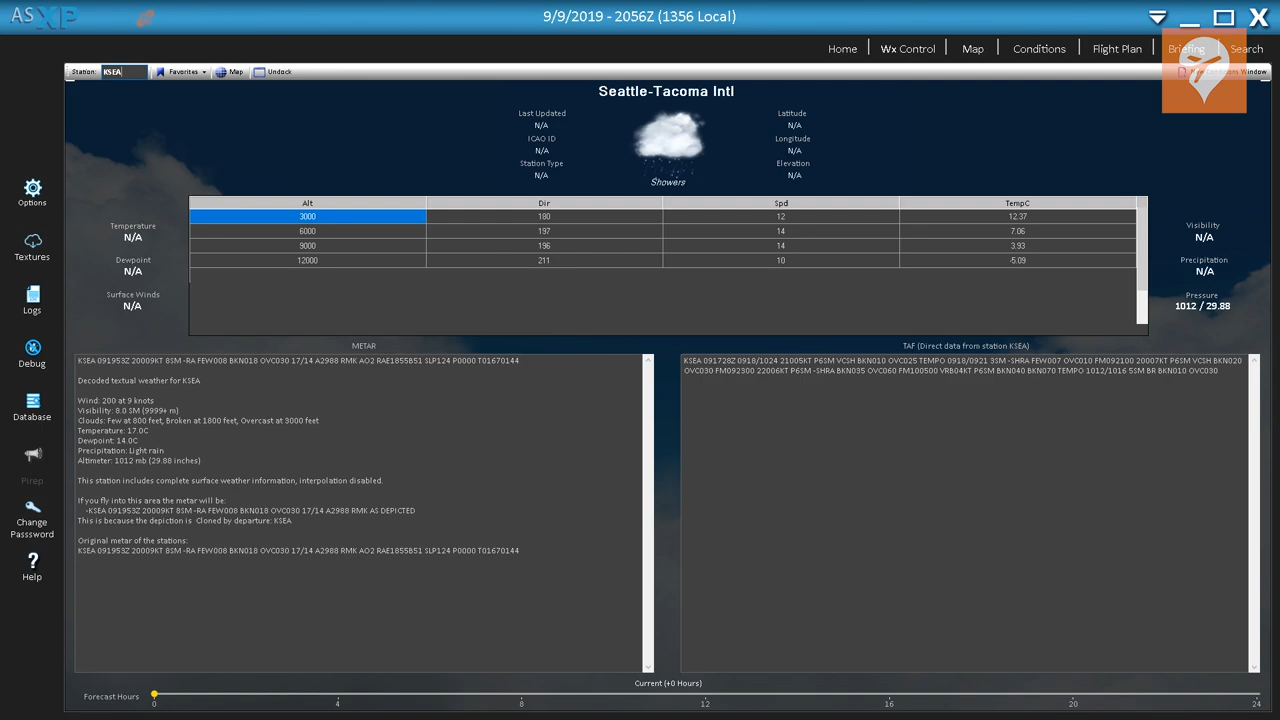 ASXP
9/9/2019 - 2056Z (1356 Local)
Home
Wx Control
Map
Conditions
Flight Plan
Briefing
Search
Station:
KSEA
Favorites
Map
Undock
Conditions Window
Seattle-Tacoma Intl
Last Updated
N/A
ICAO ID
N/A
Station Type
N/A
Showers
Latitude
N/A
Longitude
N/A
Elevation
N/A
Options
Textures
Logs
Debug
Database
Pirep
Change
Passsword
Help
Temperature
N/A
Dewpoint
N/A
Surface Winds
N/A
Alt Dir Spd TempC
3000 180 12 12.37
6000 197 14 7.06
9000 196 14 3.93
12000 211 10 -5.09
Visibility
N/A
Precipitation
N/A
Pressure
1012 / 29.88
METAR
KSEA 091953Z 20009KT 8SM -RA FEW008 BKN018 OVC030 17/14 A2988 RMK AO2 RAE1855B51 SLP124 P0000 T01670144
Decoded textual weather for KSEA
Wind: 200 at 9 knots
Visibility: 8.0 SM (9999+ m)
Clouds: Few at 800 feet, Broken at 1800 feet, Overcast at 3000 feet
Temperature: 17.0C
Dewpoint: 14.0C
Precipitation: Light rain
Altimeter: 1012 mb (29.88 inches)
This station includes complete surface weather information, interpolation disabled.
If you fly into this area the metar will be:
-KSEA 091953Z 20009KT 8SM -RA FEW008 BKN018 OVC030 17/14 A2988 RMK AS DEPICTED
This is because the depiction is  Cloned by departure: KSEA
Original metar of the stations:
KSEA 091953Z 20009KT 8SM -RA FEW008 BKN018 OVC030 17/14 A2988 RMK AO2 RAE1855B51 SLP124 P0000 T01670144
TAF (Direct data from station KSEA)
KSEA 091728Z 0918/1024 21005KT P6SM VCSH BKN010 OVC025 TEMPO 0918/0921 3SM -SHRA FEW007 OVC010 FM092100 20007KT P6SM VCSH BKN020
OVC030 FM092300 22006KT P6SM -SHRA BKN035 OVC060 FM100500 VRB04KT P6SM BKN040 BKN070 TEMPO 1012/1016 5SM BR BKN010 OVC030
Current (+0 Hours)
Forecast Hours
0 4 8 12 16 20 24